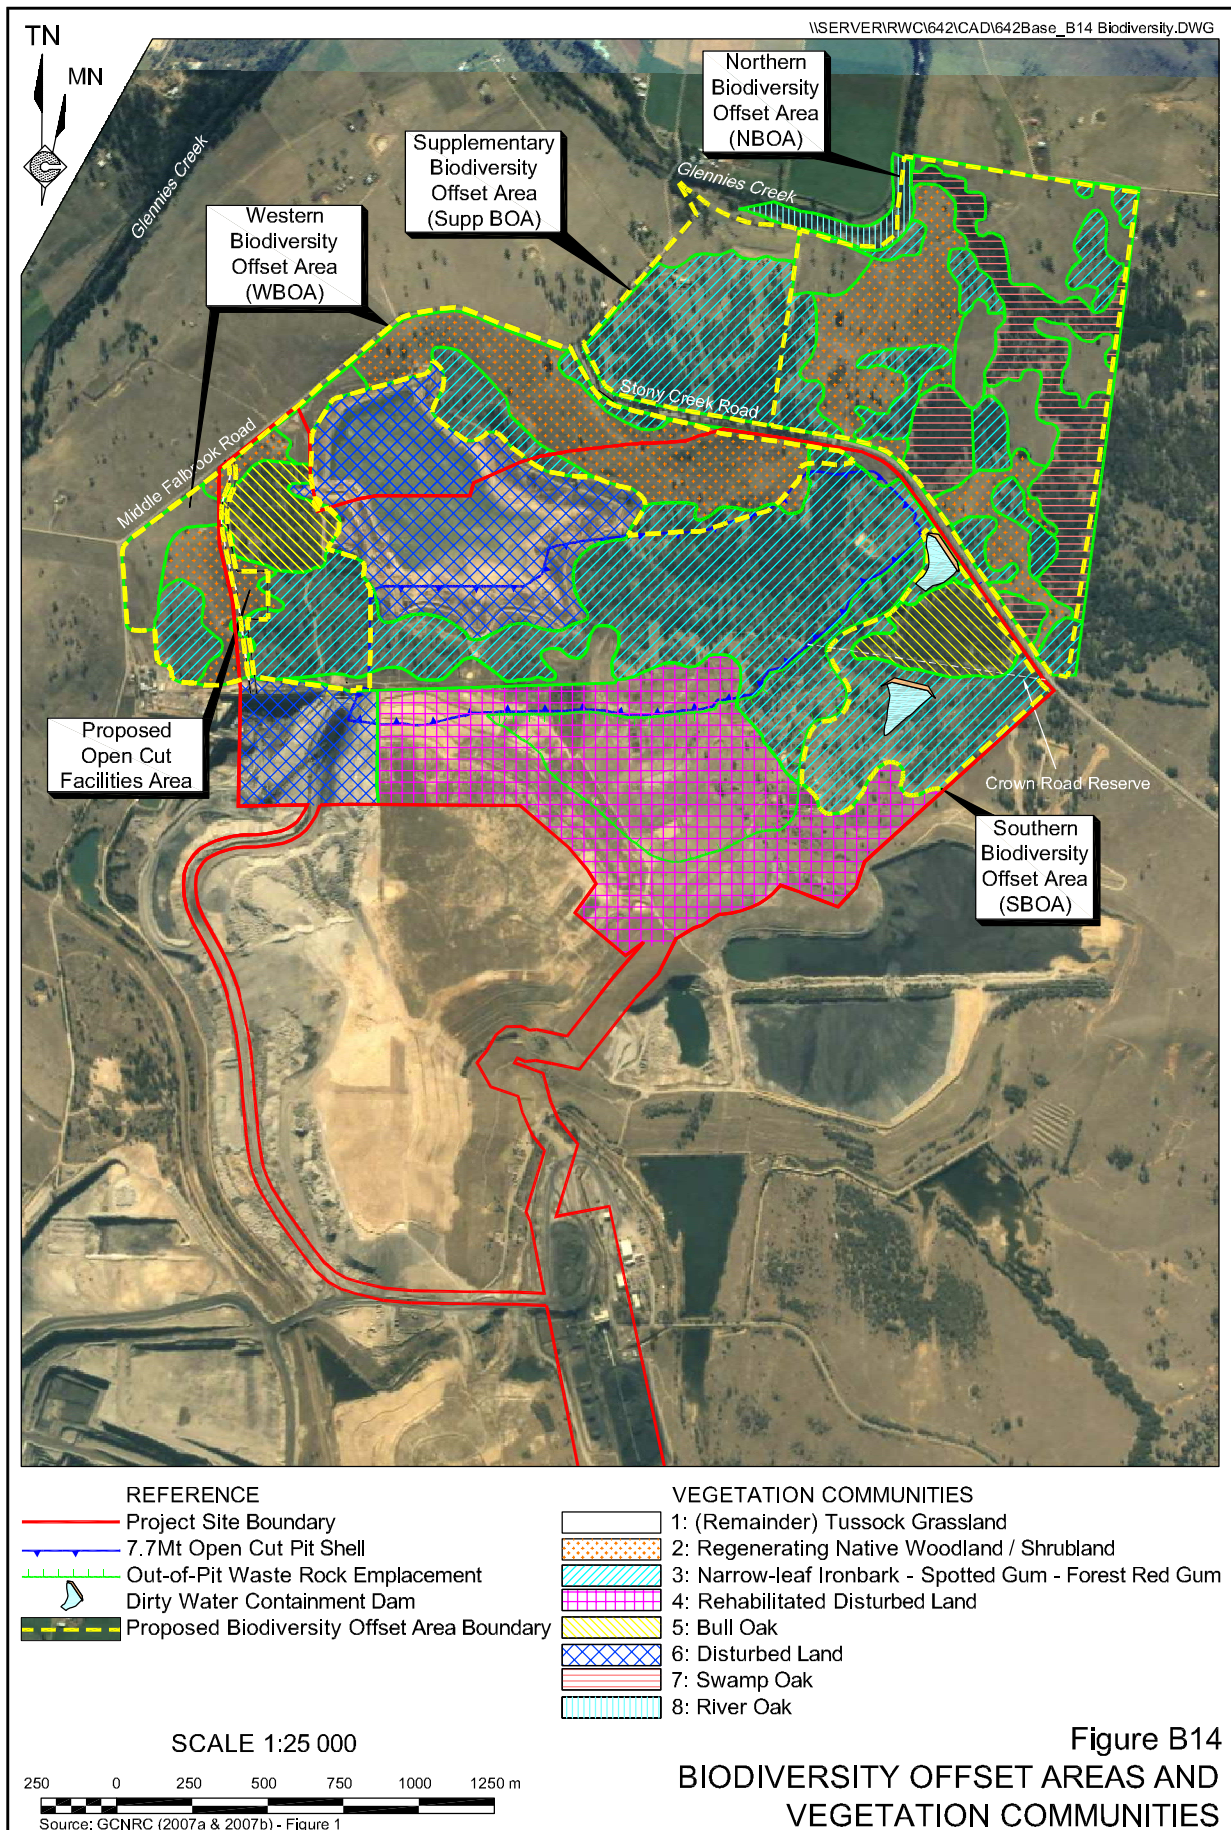 \\SERVER\RWC\642\CAD\642Base_B14 Biodiversity.DWG
TN
MN
Northern
Biodiversity
Offset Area
(NBOA)
Supplementary
Biodiversity
Offset Area
(Supp BOA)
Western
Biodiversity
Offset Area
(WBOA)
Glennies Creek
Glennies Creek
Stony Creek Road
Middle Falbrook Road
Proposed
Open Cut
Facilities Area
Crown Road Reserve
Southern
Biodiversity
Offset Area
(SBOA)
REFERENCE
Project Site Boundary
7.7Mt Open Cut Pit Shell
Out-of-Pit Waste Rock Emplacement
Dirty Water Containment Dam
Proposed Biodiversity Offset Area Boundary
VEGETATION COMMUNITIES
1: (Remainder) Tussock Grassland
2: Regenerating Native Woodland / Shrubland
3: Narrow-leaf Ironbark - Spotted Gum - Forest Red Gum
4: Rehabilitated Disturbed Land
5: Bull Oak
6: Disturbed Land
7: Swamp Oak
8: River Oak
SCALE 1:25 000
250 0 250 500 750 1000 1250 m
Source: GCNRC (2007a & 2007b) - Figure 1
Figure B14
BIODIVERSITY OFFSET AREAS AND
VEGETATION COMMUNITIES